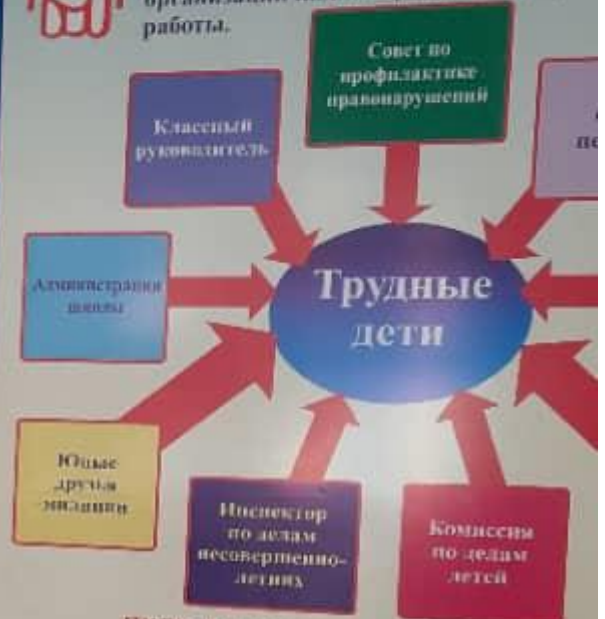 работы.
Совет по
профилактике
правонарушений
Классный
руководитель
Администрация
школы
Трудные
дети
Юные
друзья
милиции
Инспектор
по делам
несовершенно-
летних
Комиссия
по делам
детей